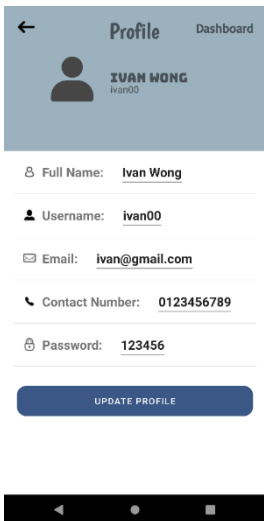 Profile
Dashboard
IVAN WONG
ivan00
Full Name: Ivan Wong
Username: ivan00
Email: ivan@gmail.com
Contact Number: 0123456789
Password: 123456
UPDATE PROFILE